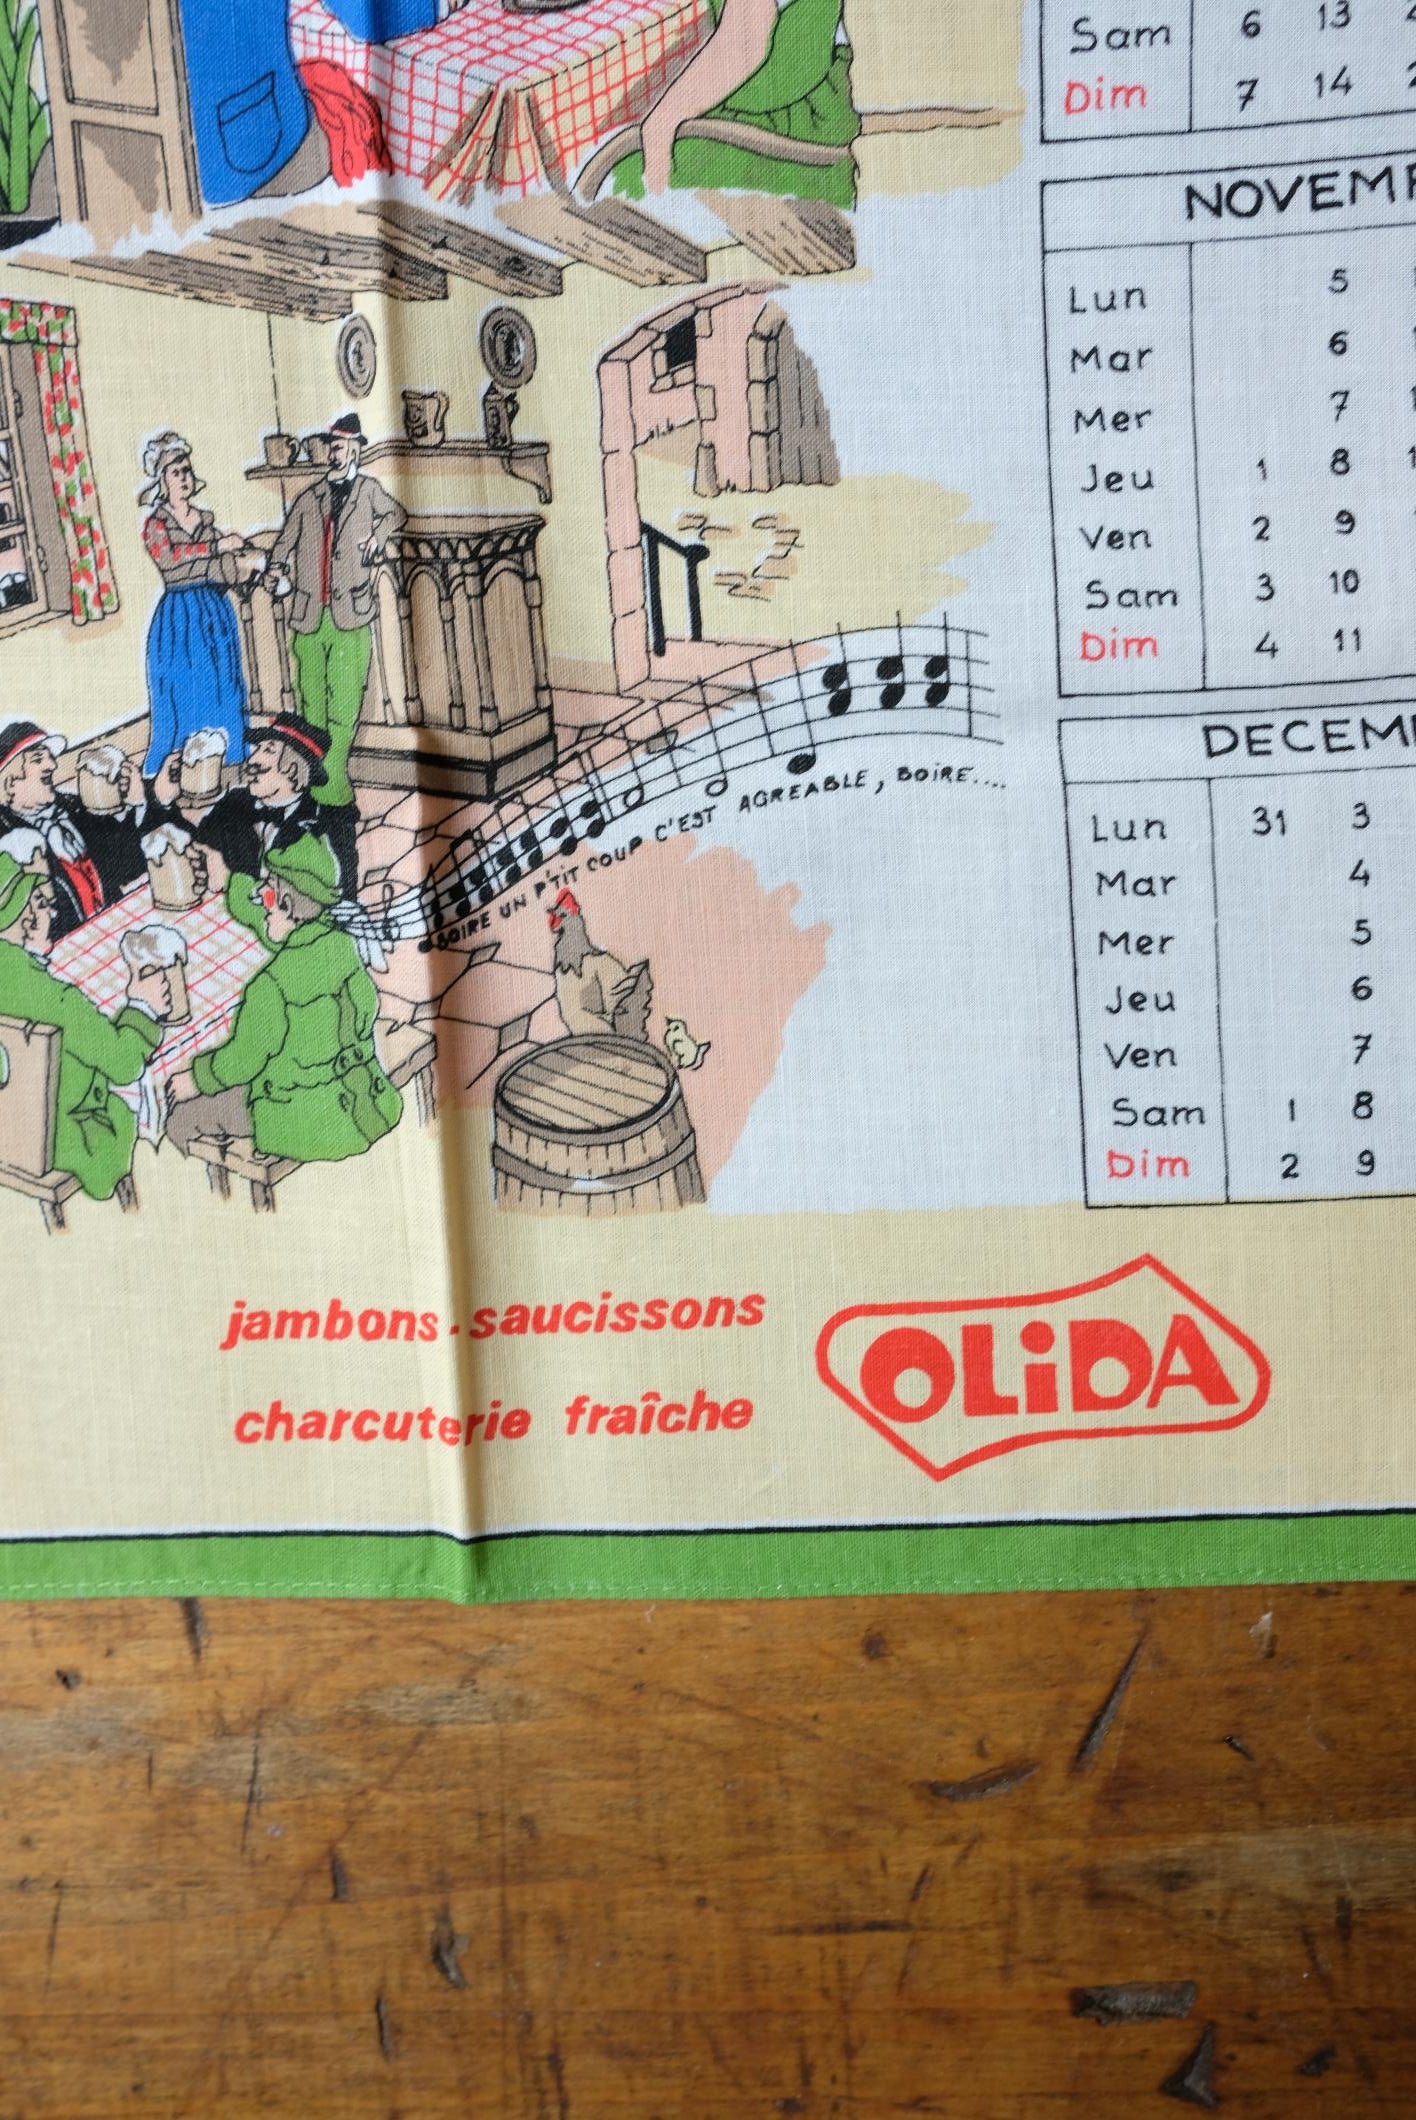 Sam 6 13
Dim 7 14
Lun 5
Mar 6
Mer 7
Jeu 1 8
Ven 2 9
Sam 3 10
Dim 4 11
Lun 31 3
Mar 4
Mer 5
Jeu 6
Ven 7
Sam 1 8
Dim 2 9
BOIRE UN P'TIT COUP C'EST AGREABLE, BOIRE....
jambons.saucissons
charcuterie fraîche
OLiDA